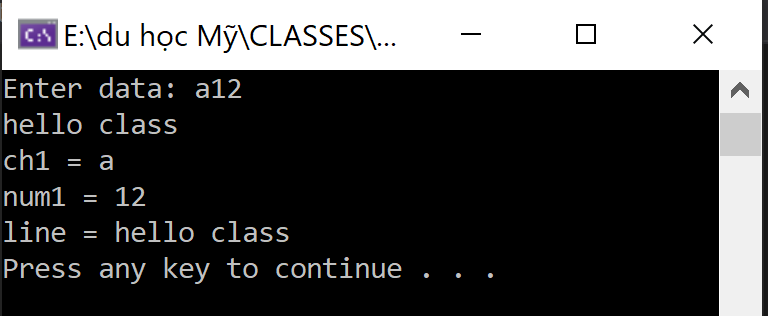 E:\du học Mỹ\CLASSES\...
Enter data: a12
hello class
ch1 = a
num1 = 12
line = hello class
Press any key to continue . . .